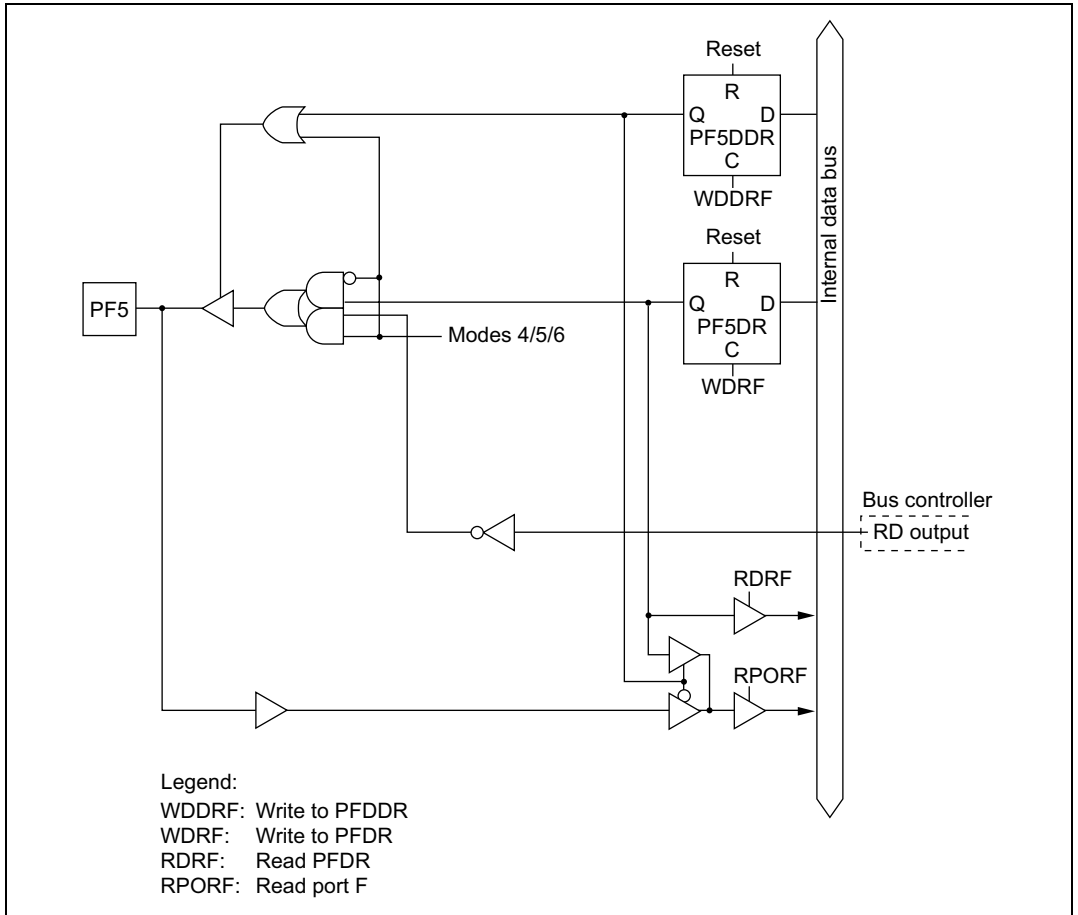 Reset
R
Q D
PF5DDR
C
WDDRF
Internal data bus
Reset
R
Q D
PF5DR
C
WDRF
PF5
Modes 4/5/6
Bus controller
RD output
RDRF
RPORF
Legend:
WDDRF: Write to PFDDR
WDRF: Write to PFDR
RDRF: Read PFDR
RPORF: Read port F